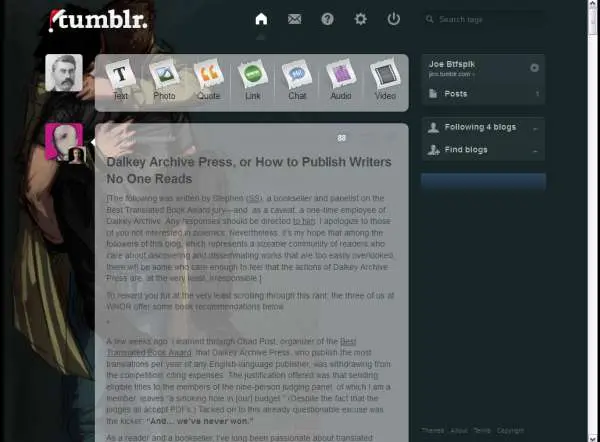 tumblr.
Search tags
Text Photo Quote Link Chat Audio Video
Joe Btfsplk
jbtx.tumblr.com
Posts 1
Following 4 blogs
Find blogs
88
Dalkey Archive Press, or How to Publish Writers
No One Reads
[The following was written by Stephen (SS), a bookseller and panelist on the
Best Translated Book Award jury—and, as a caveat, a one-time employee of
Dalkey Archive. Any responses should be directed to him. I apologize to those
of you not interested in polemics. Nevertheless, it's my hope that among the
followers of this blog, which represents a sizeable community of readers who
care about discovering and disseminating works that are too easily overlooked,
there will be some who care enough to feel that the actions of Dalkey Archive
Press are, at the very least, irresponsible.]
To reward you for at the very least scrolling through this rant, the three of us at
WNOR offer some book recommendations below.
*
A few weeks ago, I learned through Chad Post, organizer of the Best
Translated Book Award, that Dalkey Archive Press, who publish the most
translations per year of any English-language publisher, was withdrawing from
the competition, citing expenses. The justification offered was that sending
eligible titles to the members of the nine-person judging panel, of which I am a
member, leaves "a smoking hole in [our] budget." (Despite the fact that the
judges all accept PDFs.) Tacked on to this already questionable excuse was
the kicker: "And... we've never won."
As a reader and a bookseller, I've long been passionate about translated
Themes About Terms Copyright